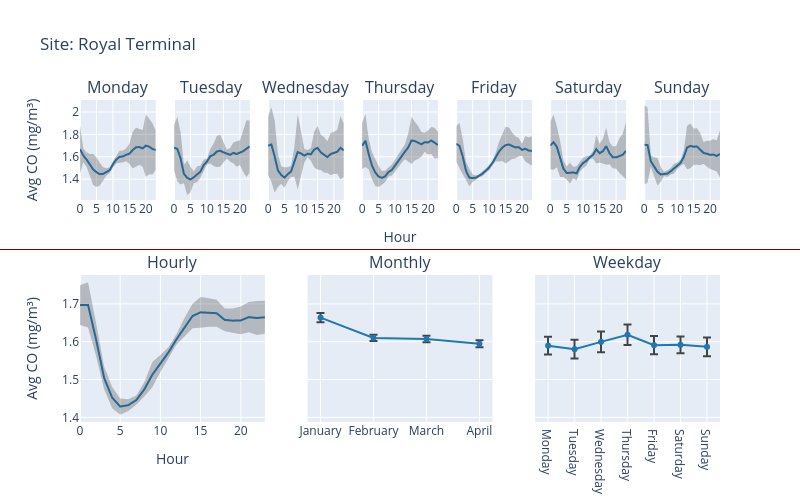 Site: Royal Terminal
Monday Tuesday Wednesday Thursday Friday Saturday Sunday
Avg CO (mg/m³)
2
1.8
1.6
1.4
0 5 10 15 20 0 5 10 15 20 0 5 10 15 20 0 5 10 15 20 0 5 10 15 20 0 5 10 15 20 0 5 10 15 20
Hour
Hourly Monthly Weekday
Avg CO (mg/m³)
1.7
1.6
1.5
1.4
0 5 10 15 20
Hour
January February March April
Monday
Tuesday
Wednesday
Thursday
Friday
Saturday
Sunday